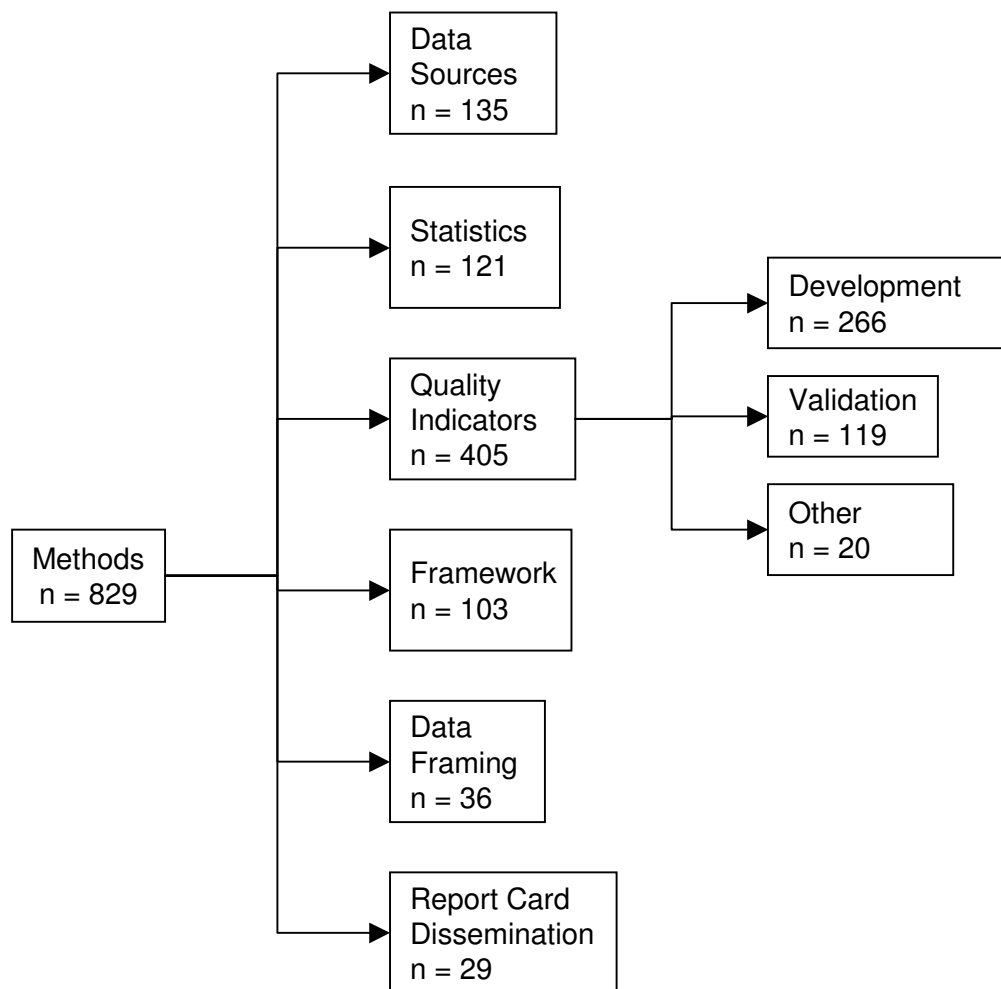 Methods
n = 829
Data
Sources
n = 135
Statistics
n = 121
Quality
Indicators
n = 405
Framework
n = 103
Data
Framing
n = 36
Report Card
Dissemination
n = 29
Development
n = 266
Validation
n = 119
Other
n = 20